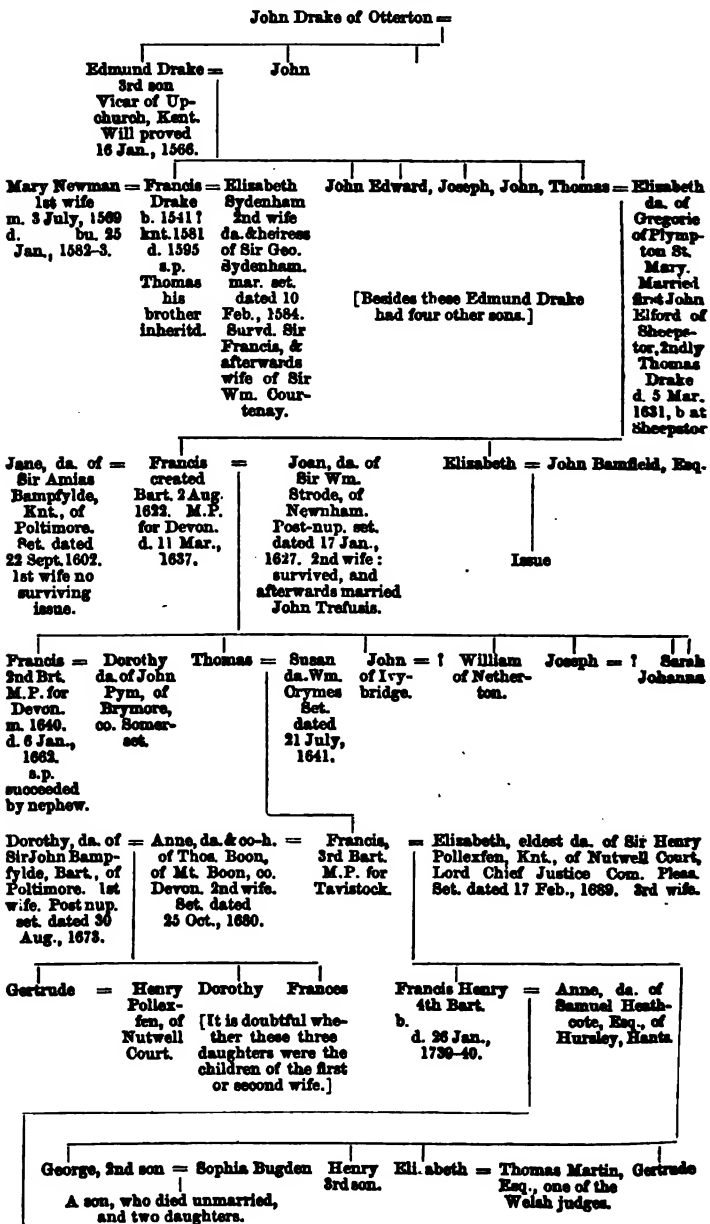 John Drake of Otterton =
Edmund Drake =
3rd son
Vicar of Up-
church, Kent.
Will proved
16 Jan., 1566.
John
Mary Newman =
1st wife
m. 3 July, 1569
d. bu. 25
Jan., 1582-3.
Francis =
Drake
b. 1541?
knt. 1581
d. 1595
s.p.
Thomas
his
brother
inheritd.
Elizabeth
Sydenham
2nd wife
da. & heiress
of Sir Geo.
Sydenham.
mar. set.
dated 10
Feb., 1584.
Survd. Sir
Francis, &
afterwards
wife of Sir
Wm. Cour-
tenay.
John Edward, Joseph, John, Thomas =
[Besides these Edmund Drake
had four other sons.]
Elizabeth
da. of
Gregorie
of Plymp-
ton St.
Mary.
Married
first John
Elford of
Sheeps-
tor, 2ndly
Thomas
Drake
d. 5 Mar.
1631, b at
Sheepstor
Jane, da. of =
Sir Amias
Bampfylde,
Knt., of
Poltimore.
Set. dated
22 Sept. 1602.
1st wife no
surviving
issue.
Francis =
created
Bart. 2 Aug.
1622. M.P.
for Devon.
d. 11 Mar.,
1637.
Joan, da. of
Sir Wm.
Strode, of
Newnham.
Post-nup. set.
dated 17 Jan.,
1627. 2nd wife:
survived, and
afterwards married
John Trefusis.
Elizabeth = John Bamfield, Esq.
Issue
Francis =
2nd Brt.
M.P. for
Devon.
m. 1640.
d. 6 Jan.,
1662.
s.p.
succeeded
by nephew.
Dorothy
da. of John
Pym, of
Brymore,
co. Somer-
set.
Thomas =
Susan
da. Wm.
Crymes
Set.
dated
21 July,
1641.
John = ?
of Ivy-
bridge.
William
of Nether-
ton.
Joseph = ?
Sarah
Johanna
Dorothy, da. of =
Sir John Bamp-
fylde, Bart., of
Poltimore. 1st
wife. Post nup.
set. dated 30
Aug., 1673.
Anne, da. & co-h. =
of Thos. Boon,
of Mt. Boon, co.
Devon. 2nd wife.
Set. dated
25 Oct., 1680.
Francis, =
3rd Bart.
M.P. for
Tavistock.
Elizabeth, eldest da. of Sir Henry
Pollexfen, Knt., of Nutwell Court,
Lord Chief Justice Com. Pleas.
Set. dated 17 Feb., 1689. 3rd wife.
Gertrude =
Henry
Pollex-
fen, of
Nutwell
Court.
Dorothy Frances
[It is doubtful whe-
ther these three
daughters were the
children of the first
or second wife.]
Francis Henry =
4th Bart.
b.
d. 26 Jan.,
1739-40.
Anne, da. of
Samuel Heath-
cote, Esq., of
Hursley, Hants.
George, 2nd son = Sophia Bugden
A son, who died unmarried,
and two daughters.
Henry
3rd son.
Eli.abeth =
Thomas Martin,
Esq., one of the
Welsh judges.
Gertrude